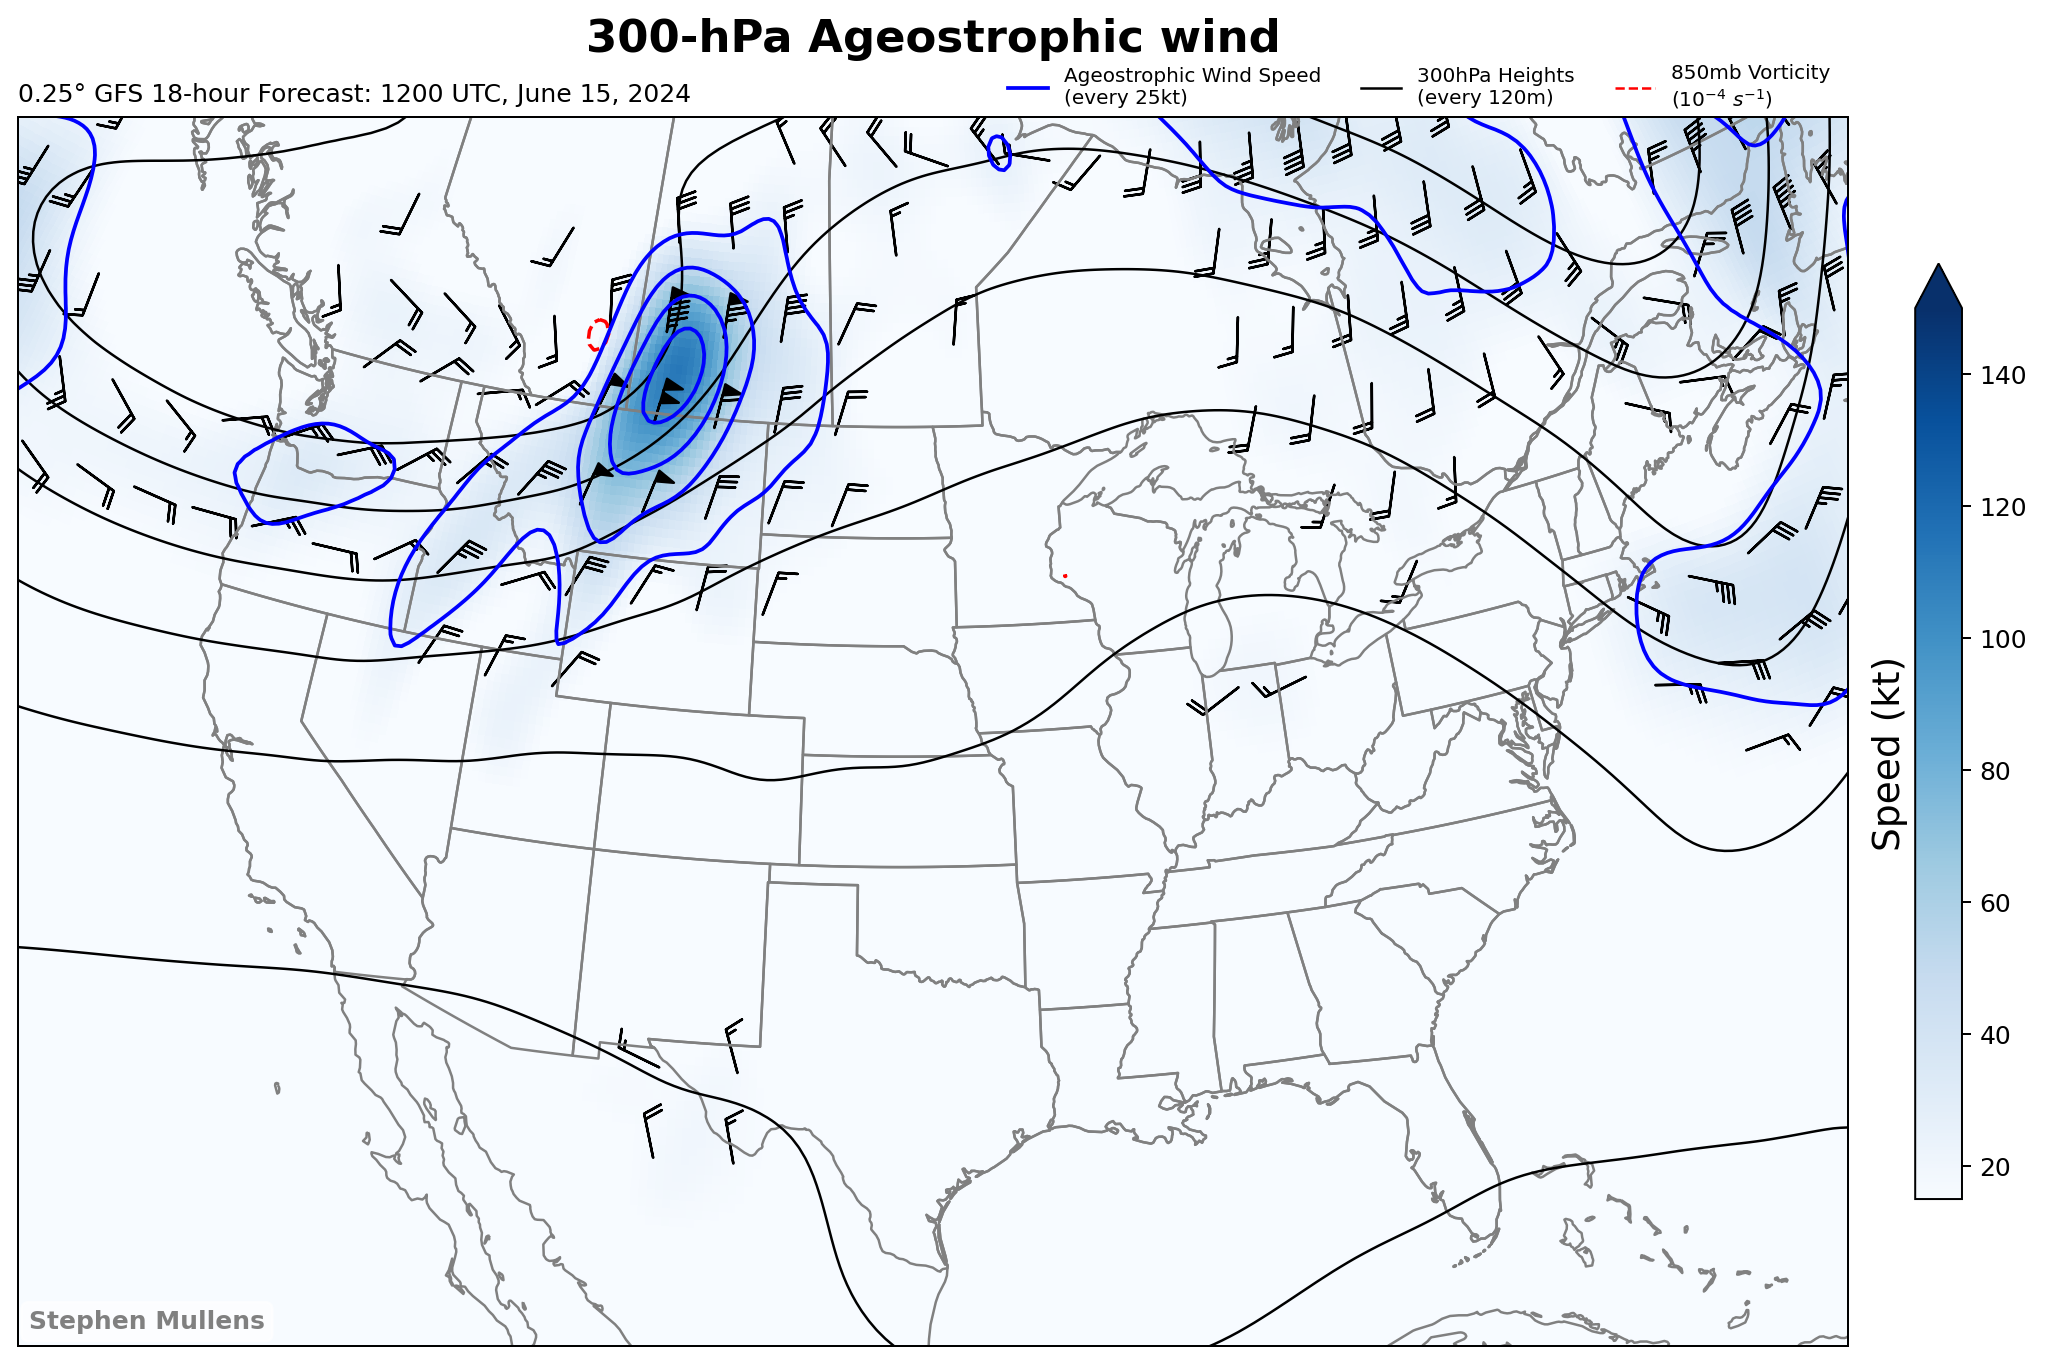 300-hPa Ageostrophic wind
0.25° GFS 18-hour Forecast: 1200 UTC, June 15, 2024
Ageostrophic Wind Speed
(every 25kt)
300hPa Heights
(every 120m)
850mb Vorticity
(10⁻⁴ s⁻¹)
140
120
100
80
60
40
20
Speed (kt)
Stephen Mullens